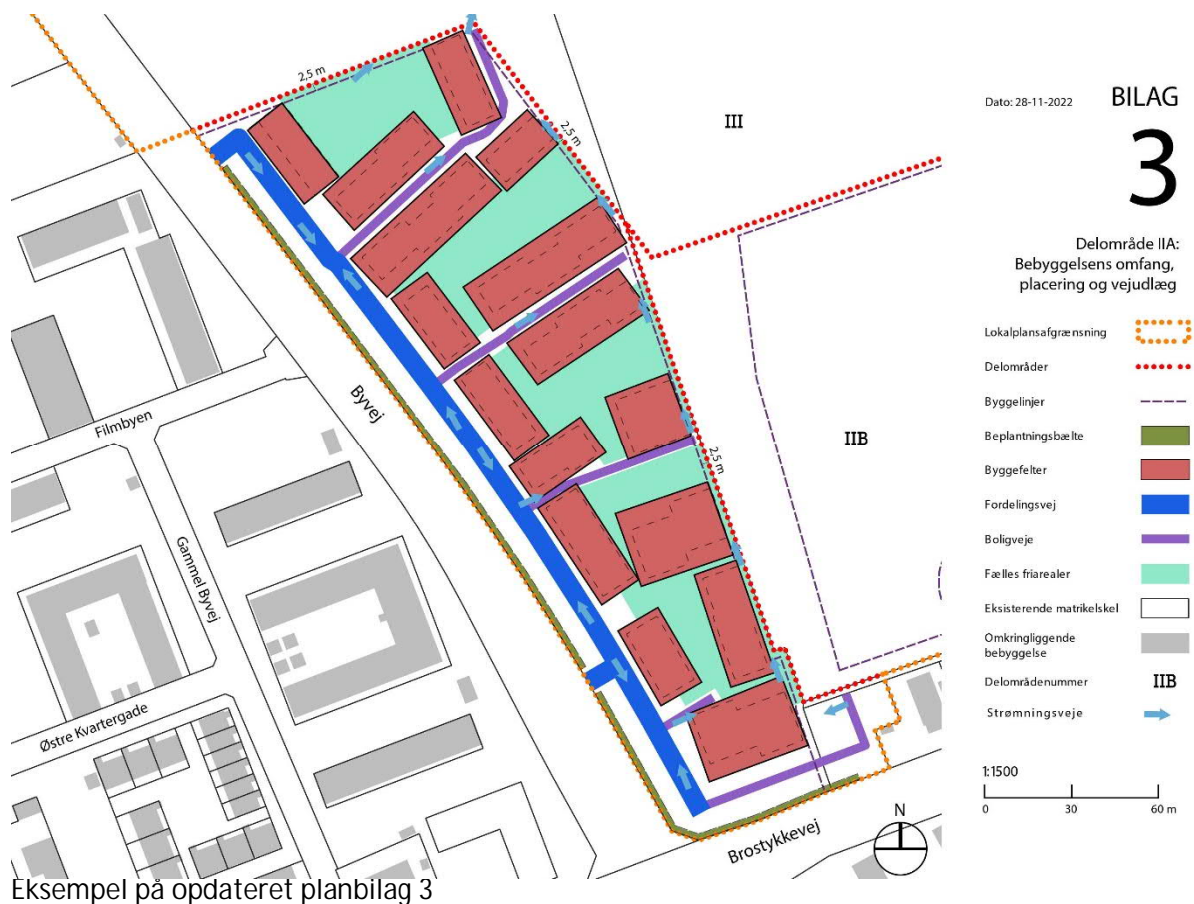 Dato: 28-11-2022
BILAG
3
Delområde IIA:
Bebyggelsens omfang,
placering og vejudlæg
Lokalplansafgrænsning
Delområder
Byggelinjer
Beplantningsbælte
Byggefelter
Fordelingsvej
Boligveje
Fælles friarealer
Eksisterende matrikelskel
Omkringliggende
bebyggelse
Delområdenummer
IIB
Strømningsveje
1:1500
0 30 60 m
N
2,5 m
2,5 m
2,5 m
III
IIB
Byvej
Filmbyen
Gammel Byvej
Østre Kvartergade
Brostykkevej
Eksempel på opdateret planbilag 3